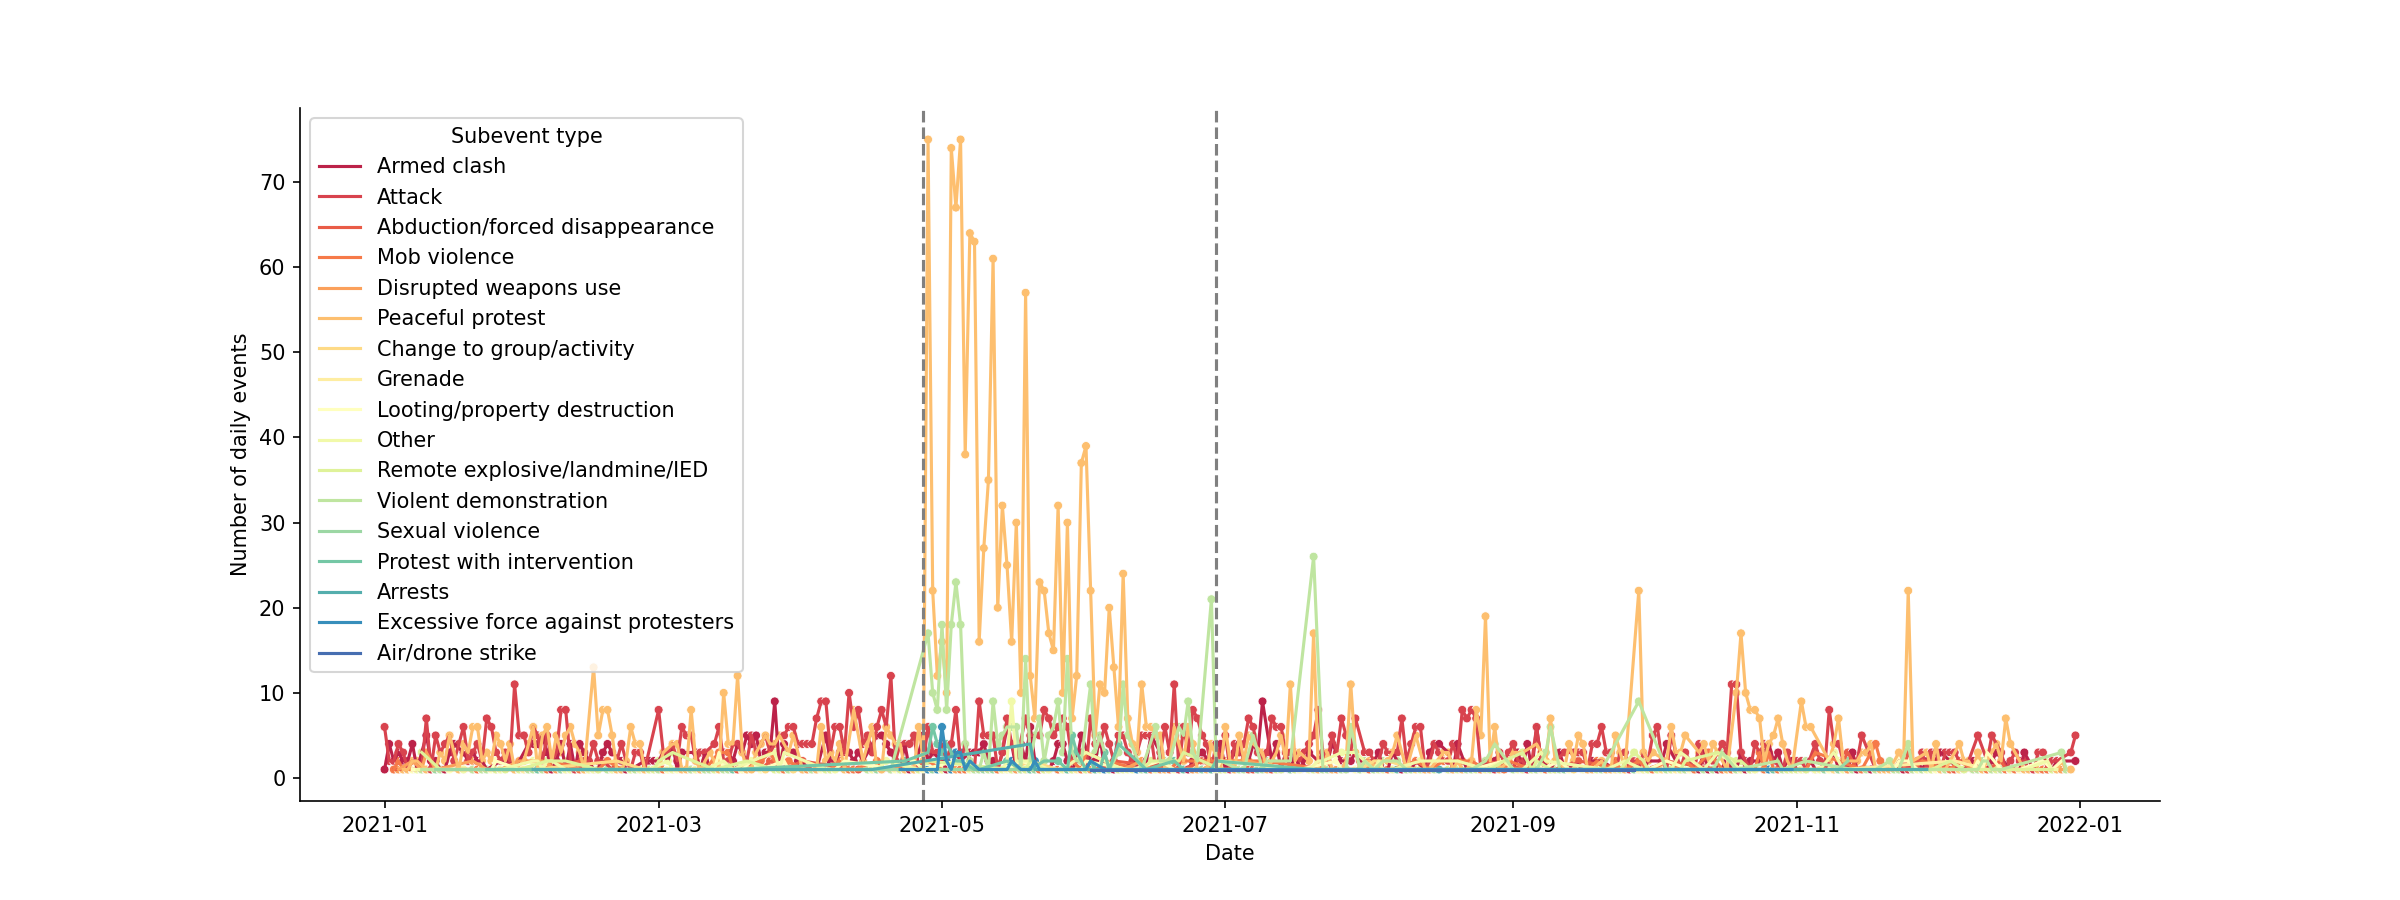 Subevent type
Armed clash
Attack
Abduction/forced disappearance
Mob violence
Disrupted weapons use
Peaceful protest
Change to group/activity
Grenade
Looting/property destruction
Other
Remote explosive/landmine/IED
Violent demonstration
Sexual violence
Protest with intervention
Arrests
Excessive force against protesters
Air/drone strike
Number of daily events
70
60
50
40
30
20
10
0
2021-01 2021-03 2021-05 2021-07 2021-09 2021-11 2022-01
Date